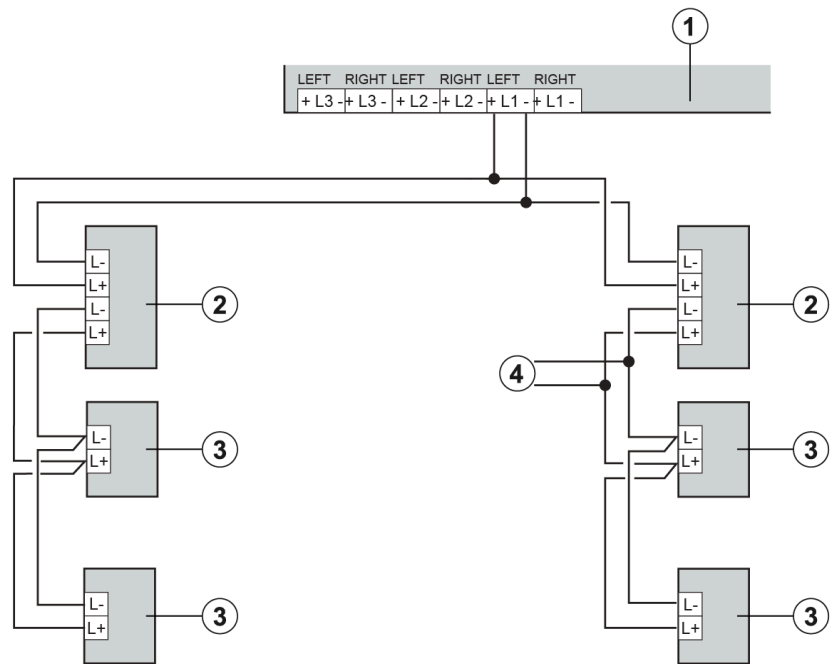 1
LEFT RIGHT LEFT RIGHT LEFT RIGHT
+ L3 - + L3 - + L2 - + L2 - + L1 - + L1 -
L- L-
L+ L+
L- 2 L- 2
L+ L+
4
L- 3 L- 3
L+ L+
L- 3 L- 3
L+ L+